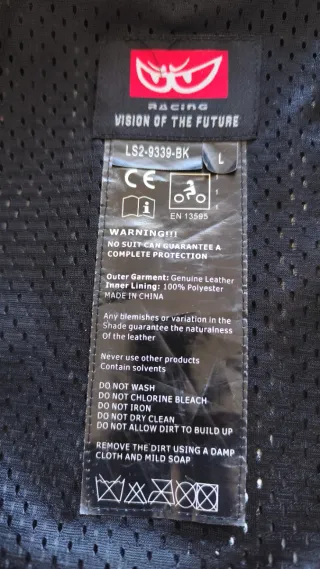 RACING
VISION OF THE FUTURE
LS2-9339-BK L
CE
i
EN 13595
WARNING!!!
NO SUIT CAN GUARANTEE A
COMPLETE PROTECTION
Outer Garment: Genuine Leather
Inner Lining: 100% Polyester
MADE IN CHINA
Any blemishes or variation in the
Shade guarantee the naturalness
Of the leather
Never use other products
Contain solvents
DO NOT WASH
DO NOT CHLORINE BLEACH
DO NOT IRON
DO NOT DRY CLEAN
DO NOT ALLOW DIRT TO BUILD UP
REMOVE THE DIRT USING A DAMP
CLOTH AND MILD SOAP